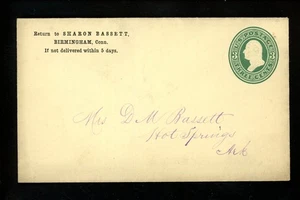 Return to SHARON BASSETT,
BIRMINGHAM, Conn.
If not delivered within 5 days.
U.S. POSTAGE
THREE CENTS
Mrs D M Bassett
Hot Springs
Ark